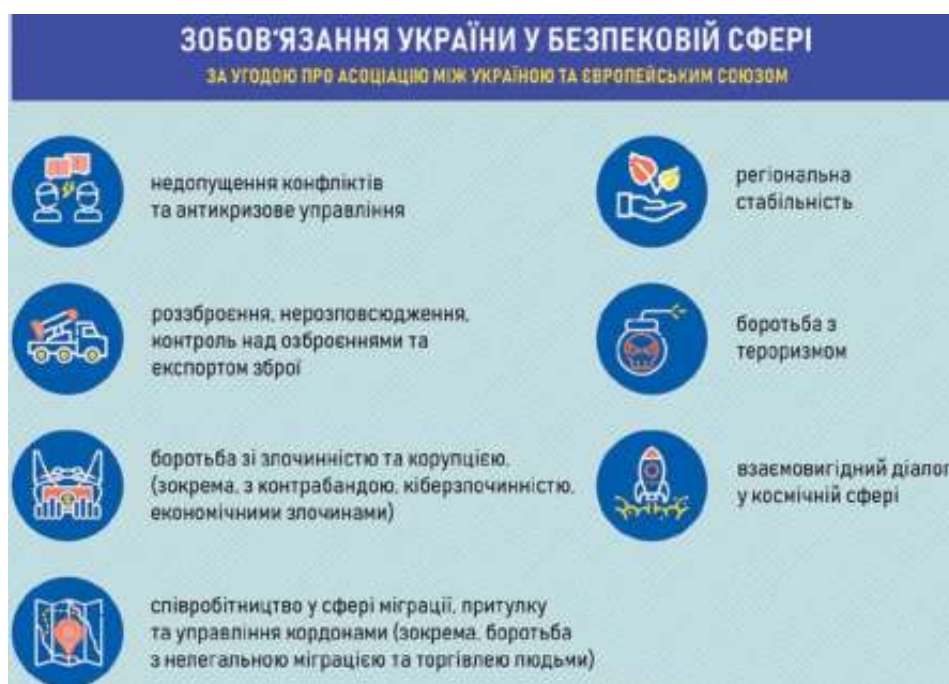 ЗОБОВ'ЯЗАННЯ УКРАЇНИ У БЕЗПЕКОВІЙ СФЕРІ
ЗА УГОДОЮ ПРО АСОЦІАЦІЮ МІЖ УКРАЇНОЮ ТА ЄВРОПЕЙСЬКИМ СОЮЗОМ
недопущення конфліктів
та антикризове управління
роззброєння, нерозповсюдження,
контроль над озброєннями та
експортом зброї
боротьба зі злочинністю та корупцією,
(зокрема, з контрабандою, кіберзлочинністю,
економічними злочинами)
співробітництво у сфері міграції, притулку
та управління кордонами (зокрема, боротьба
з нелегальною міграцією та торгівлею людьми)
регіональна
стабільність
боротьба з
тероризмом
взаємовигідний діалог
у космічній сфері